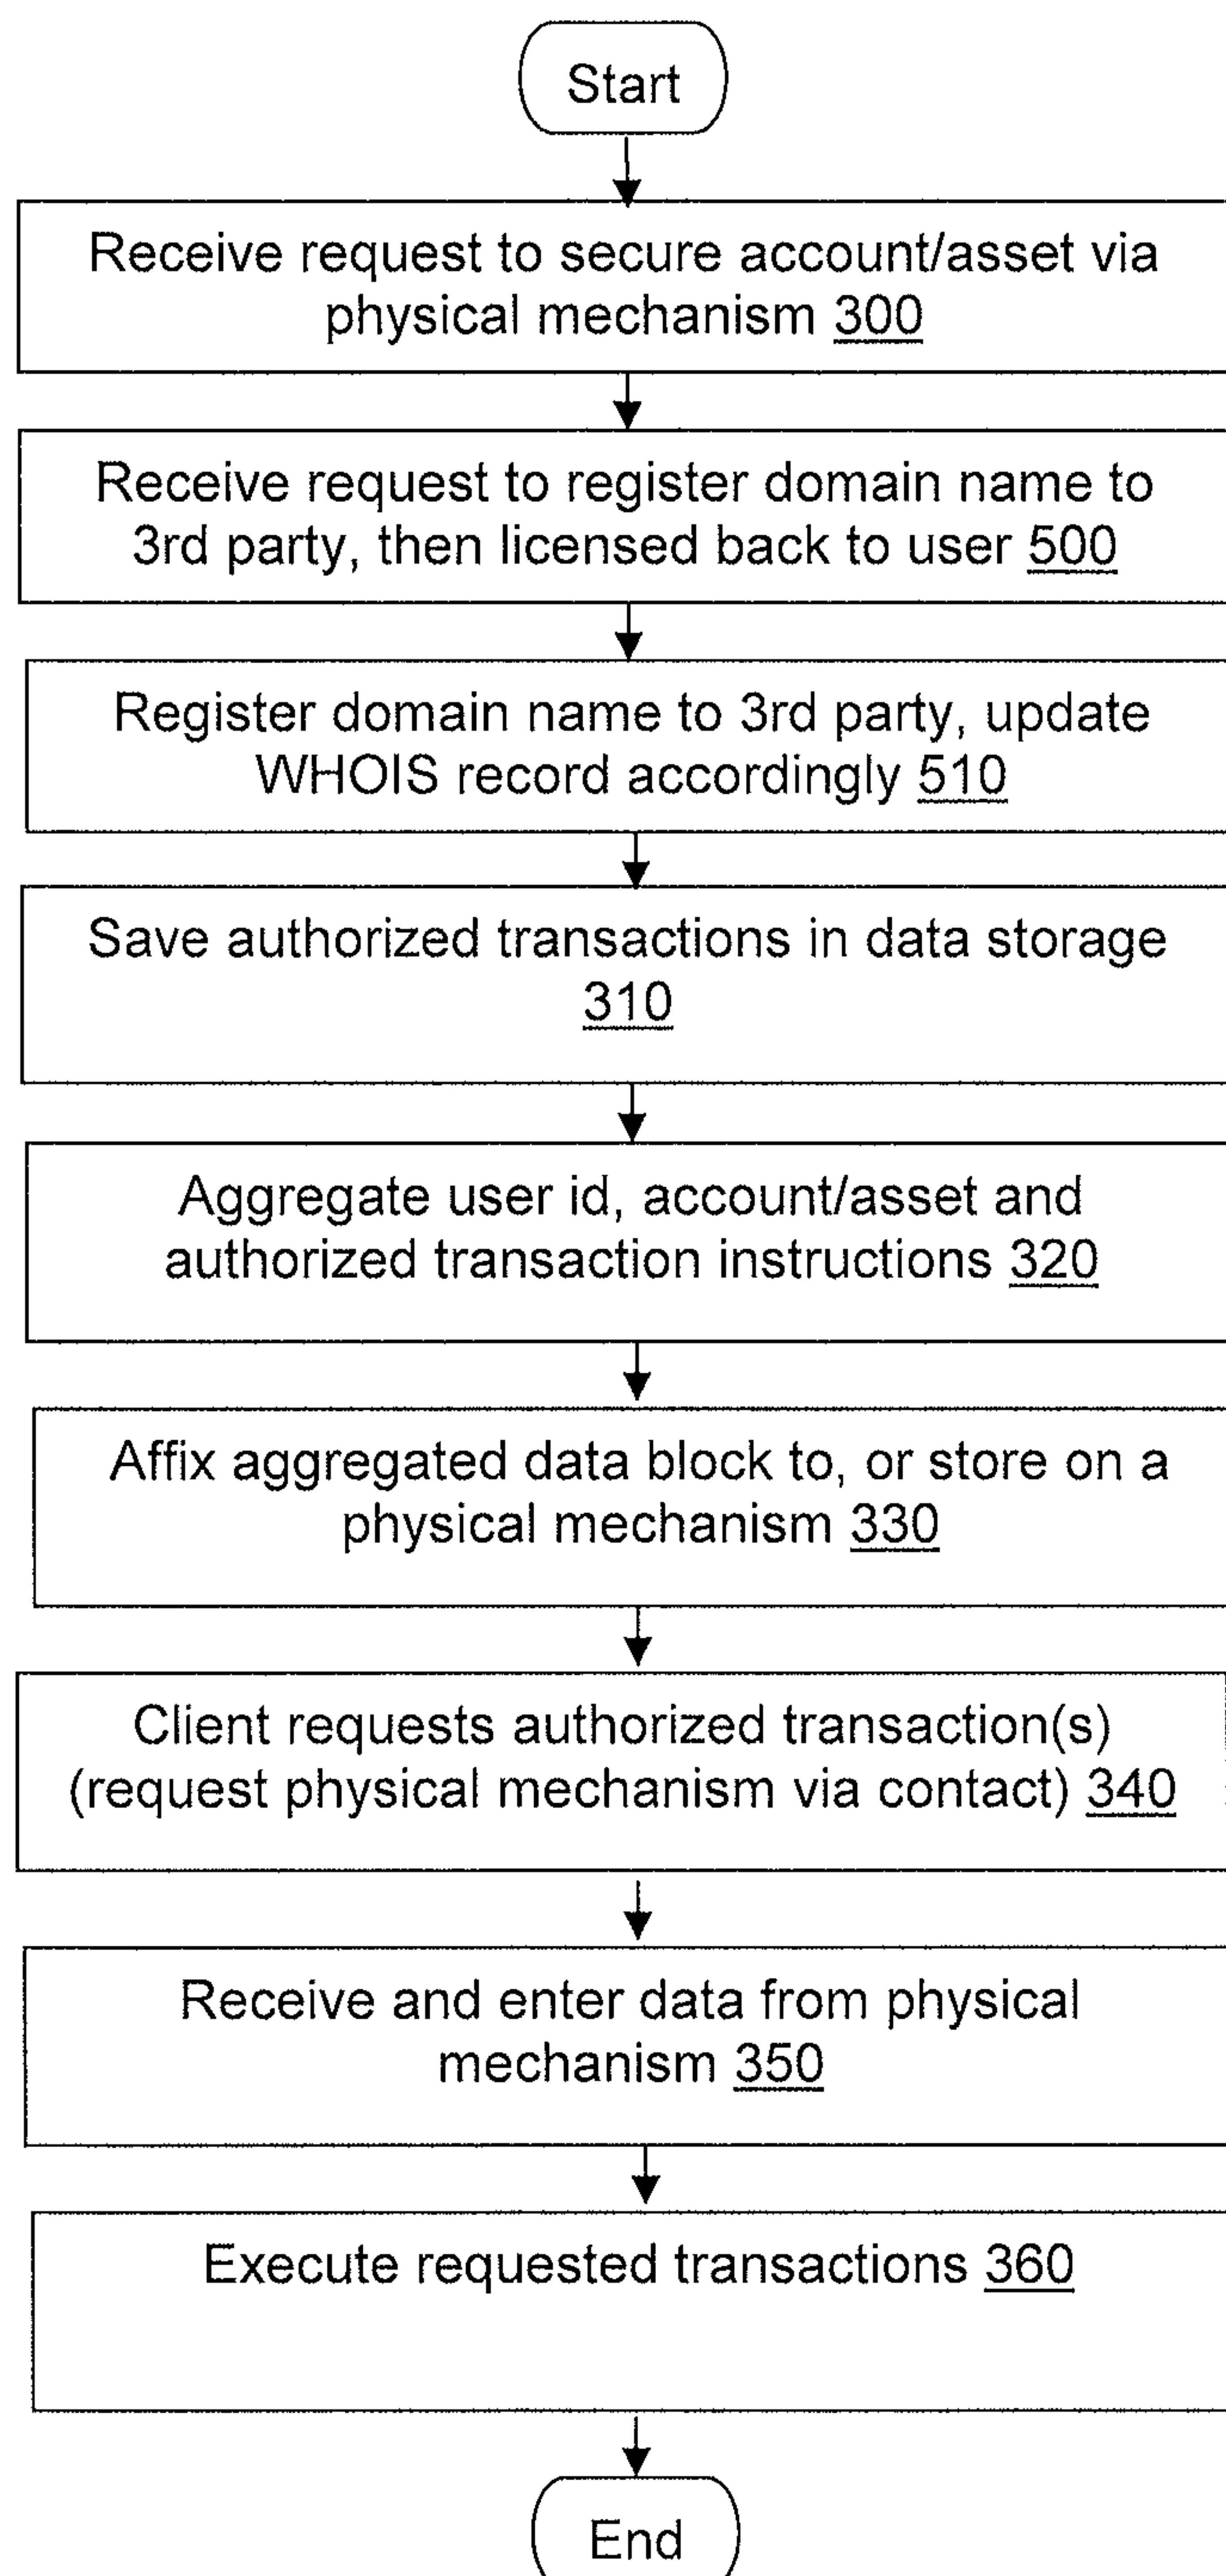 Start
Receive request to secure account/asset via
physical mechanism 300
Receive request to register domain name to
3rd party, then licensed back to user 500
Register domain name to 3rd party, update
WHOIS record accordingly 510
Save authorized transactions in data storage
310
Aggregate user id, account/asset and
authorized transaction instructions 320
Affix aggregated data block to, or store on a
physical mechanism 330
Client requests authorized transaction(s)
(request physical mechanism via contact) 340
Receive and enter data from physical
mechanism 350
Execute requested transactions 360
End